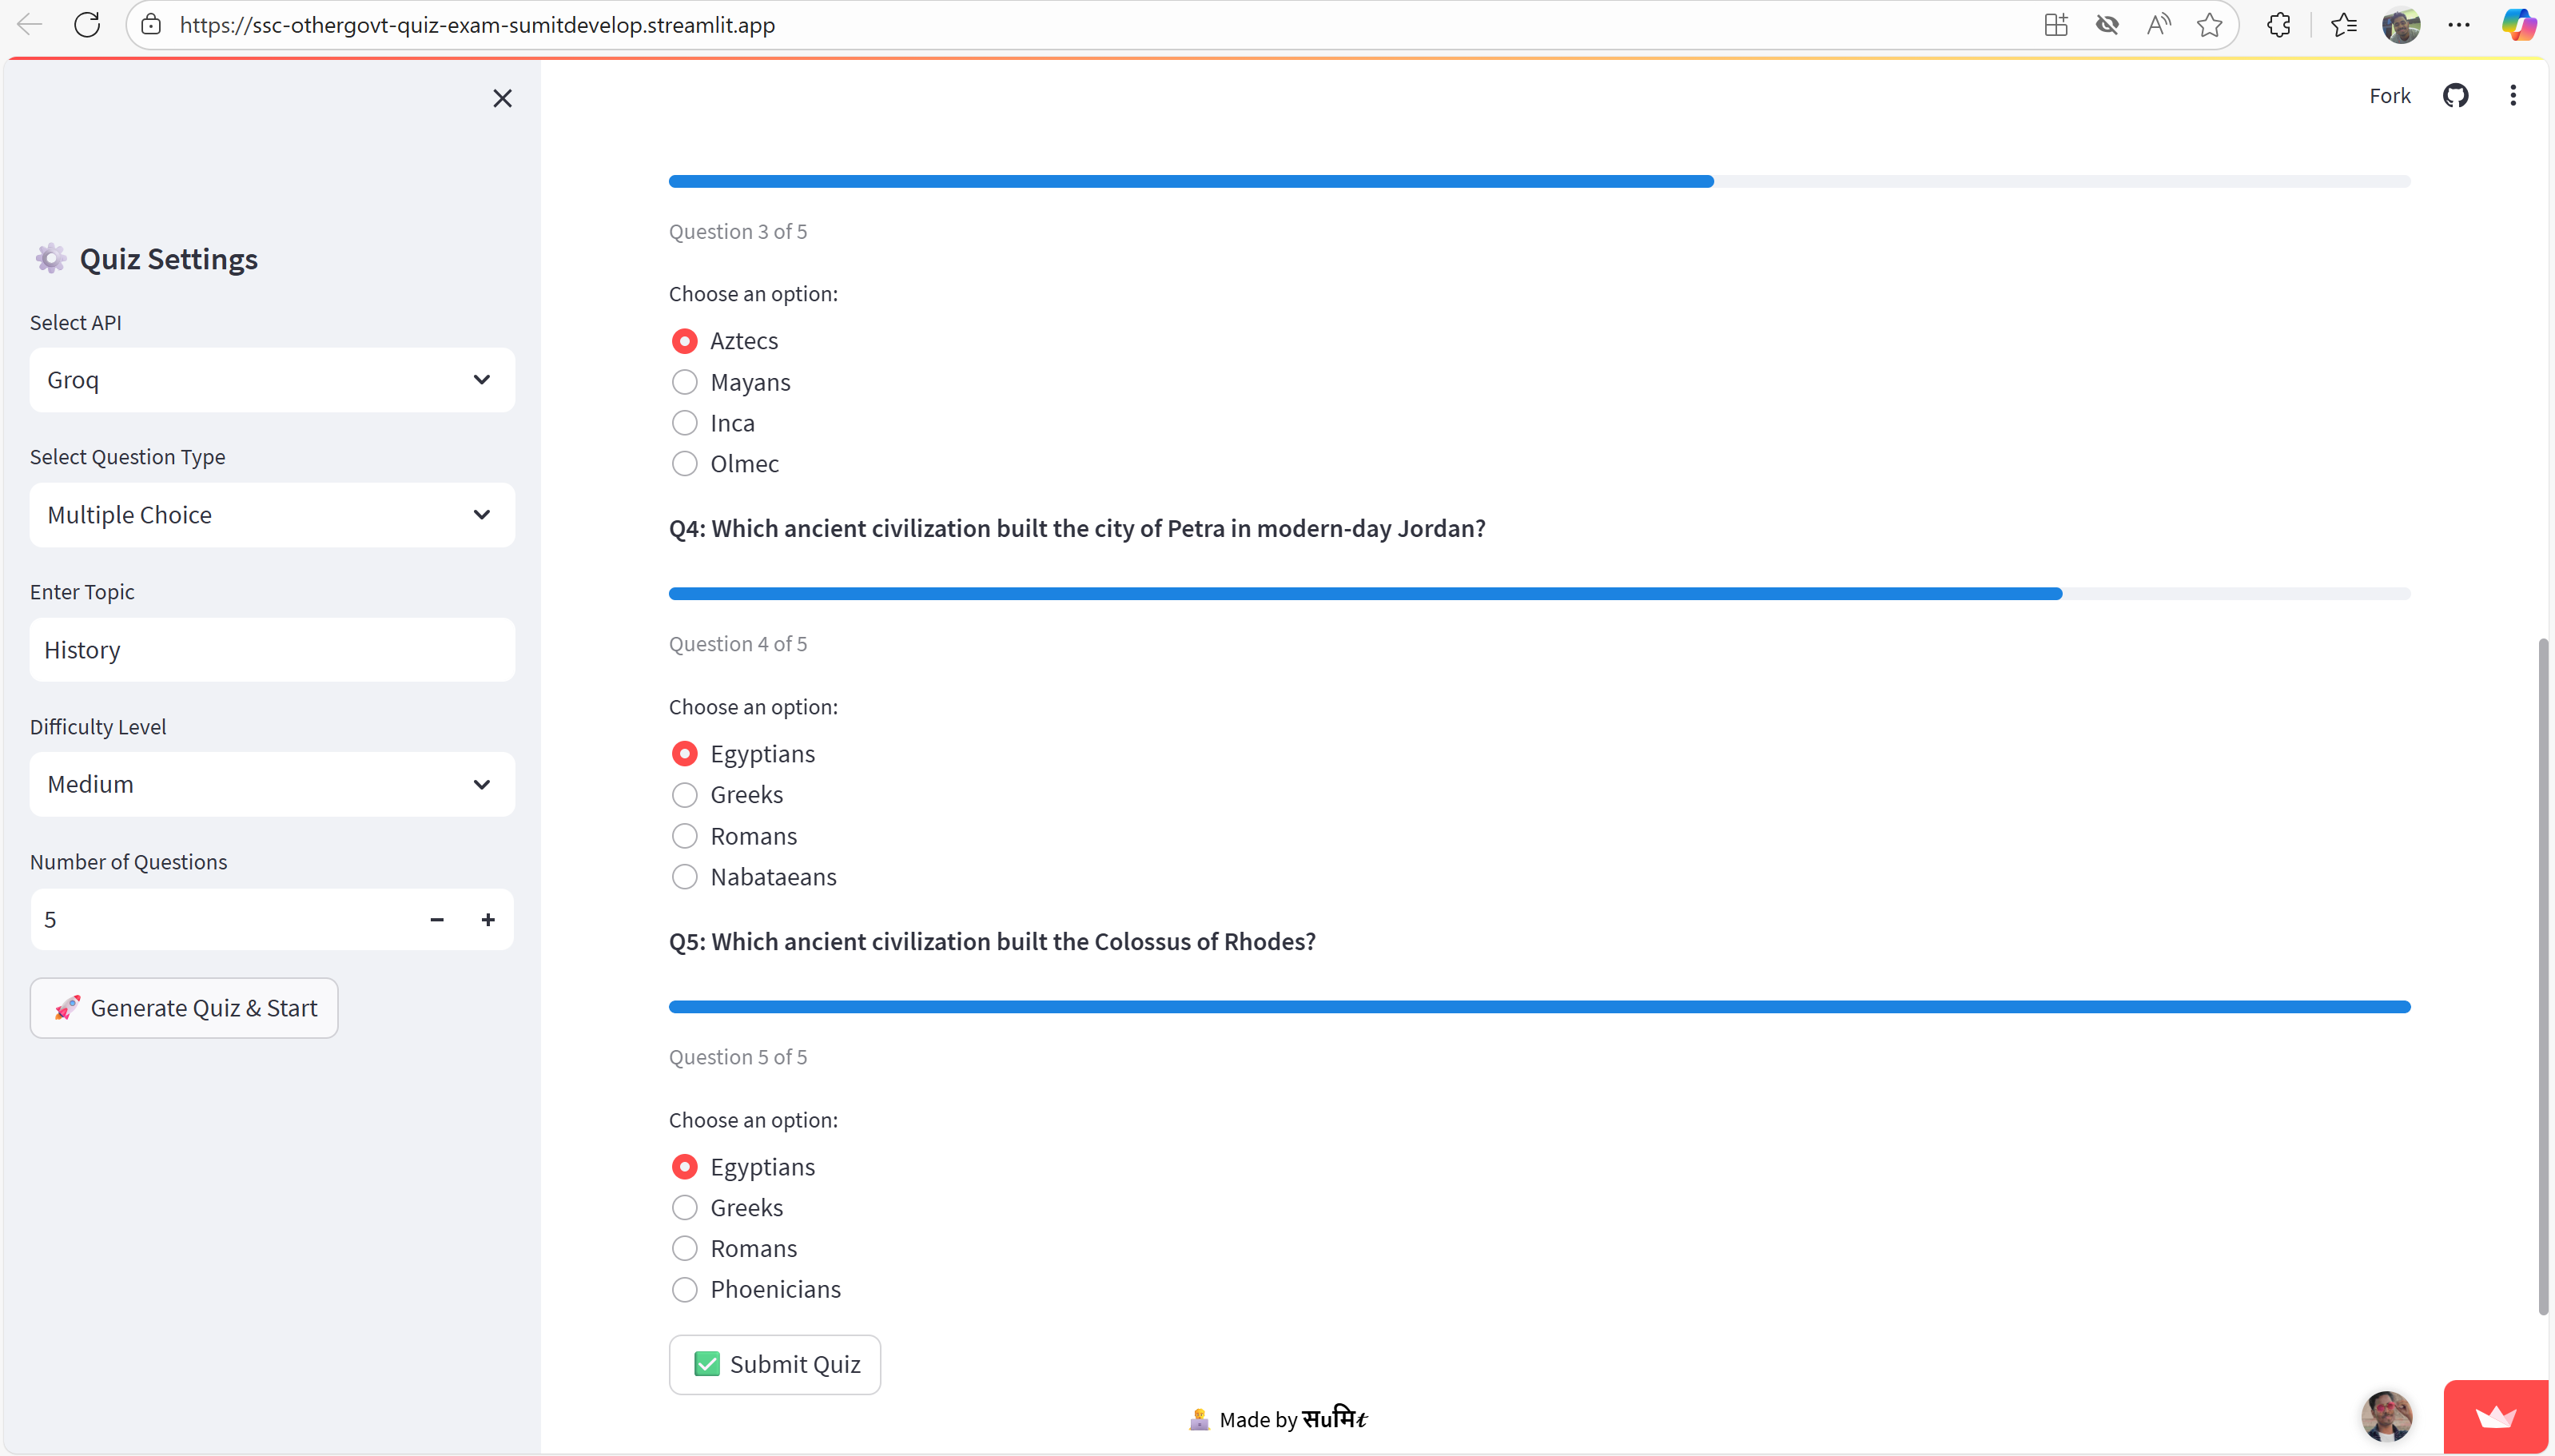 https://ssc-othergovt-quiz-exam-sumitdevelop.streamlit.app
Fork
Quiz Settings
Select API
Groq
Select Question Type
Multiple Choice
Enter Topic
History
Difficulty Level
Medium
Number of Questions
5
Generate Quiz & Start
Question 3 of 5
Choose an option:
Aztecs
Mayans
Inca
Olmec
Q4: Which ancient civilization built the city of Petra in modern-day Jordan?
Question 4 of 5
Choose an option:
Egyptians
Greeks
Romans
Nabataeans
Q5: Which ancient civilization built the Colossus of Rhodes?
Question 5 of 5
Choose an option:
Egyptians
Greeks
Romans
Phoenicians
Submit Quiz
Made by सuमिt